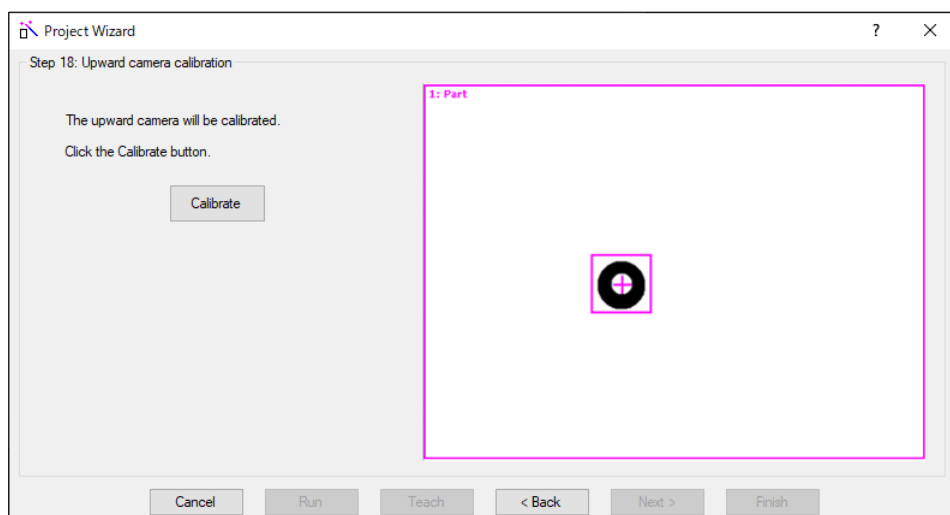 Project Wizard
?
Step 18: Upward camera calibration
1: Part
The upward camera will be calibrated.
Click the Calibrate button.
Calibrate
Cancel
Run
Teach
< Back
Next >
Finish